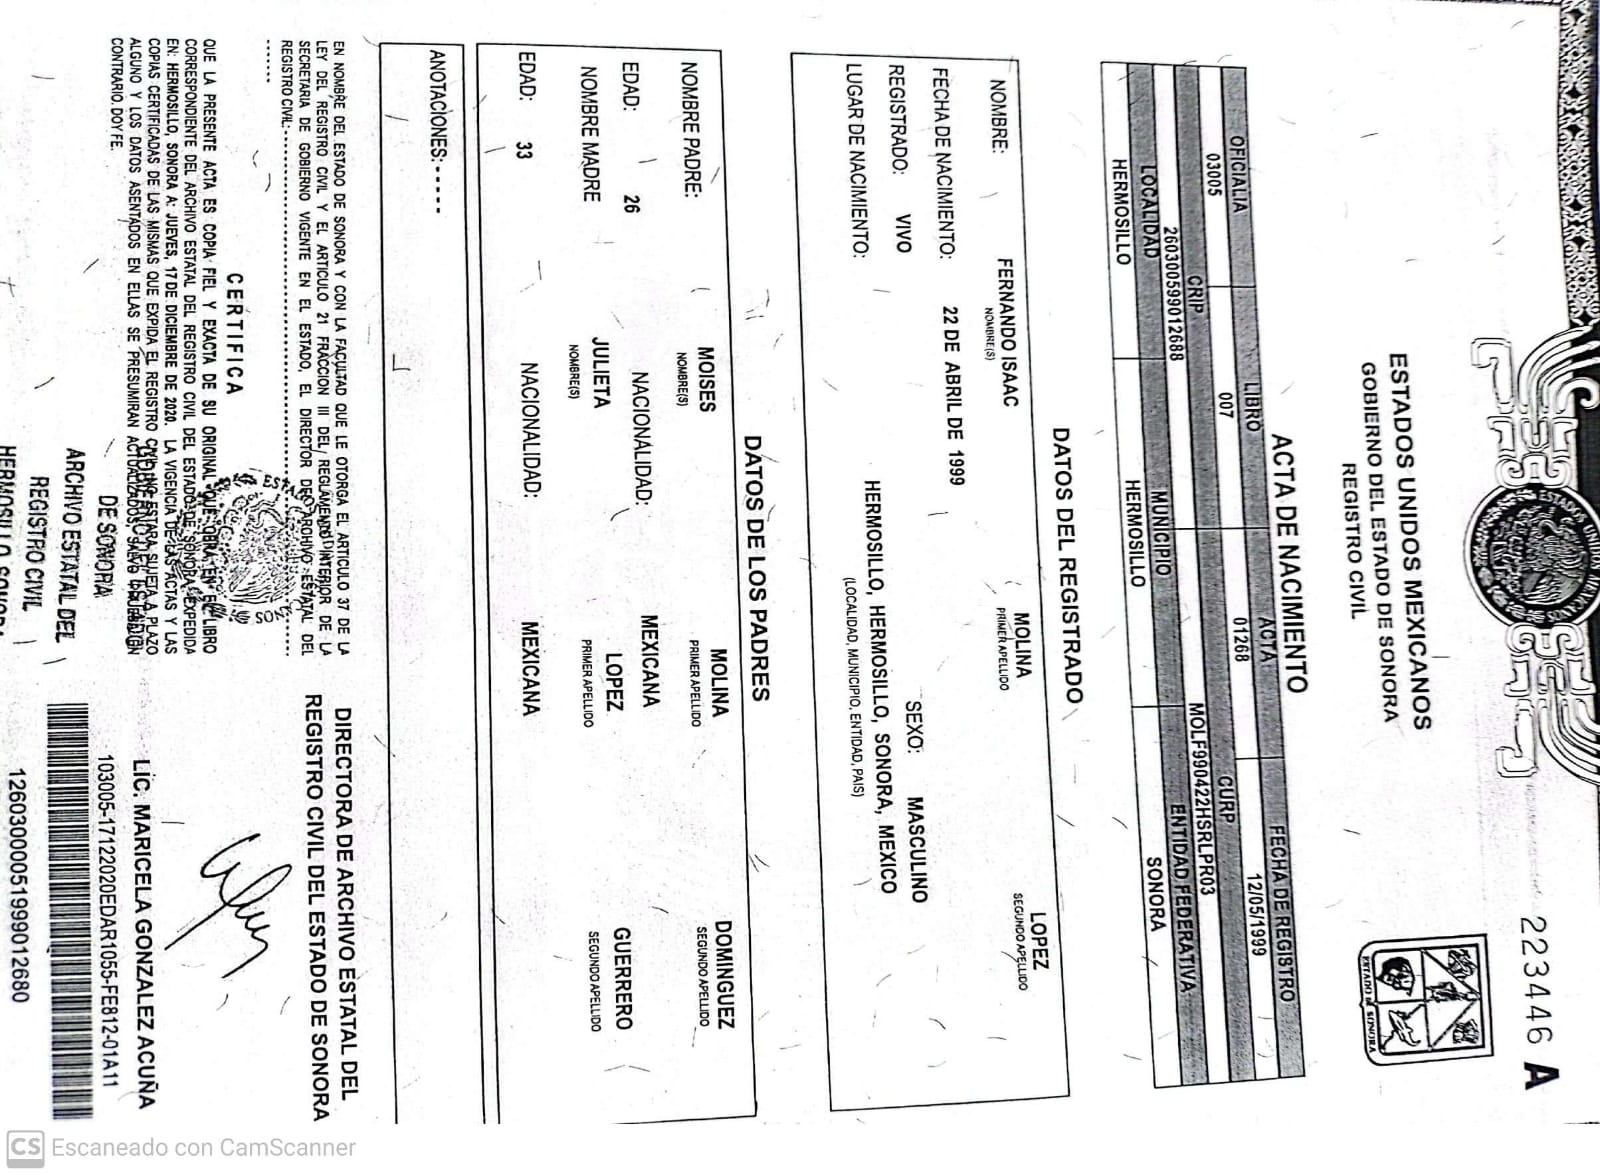 223446 A
ESTADOS UNIDOS MEXICANOS
GOBIERNO DEL ESTADO DE SONORA
REGISTRO CIVIL
ESTADO DE SONORA
ACTA DE NACIMIENTO
OFICIALIA LIBRO ACTA FECHA DE REGISTRO
03005 007 01268 12/05/1999
CRIP CURP
260300599012688 MOLF990422HSRLPR03
LOCALIDAD MUNICIPIO ENTIDAD FEDERATIVA
HERMOSILLO HERMOSILLO SONORA
DATOS DEL REGISTRADO
NOMBRE: FERNANDO ISAAC MOLINA LOPEZ
NOMBRE(S) PRIMER APELLIDO SEGUNDO APELLIDO
FECHA DE NACIMIENTO: 22 DE ABRIL DE 1999 SEXO: MASCULINO
REGISTRADO: VIVO
LUGAR DE NACIMIENTO: HERMOSILLO, HERMOSILLO, SONORA, MEXICO
(LOCALIDAD, MUNICIPIO, ENTIDAD, PAIS)
DATOS DE LOS PADRES
NOMBRE PADRE: MOISES MOLINA DOMINGUEZ
NOMBRE(S) PRIMER APELLIDO SEGUNDO APELLIDO
EDAD: 26 NACIONALIDAD: MEXICANA
NOMBRE MADRE JULIETA LOPEZ GUERRERO
NOMBRE(S) PRIMER APELLIDO SEGUNDO APELLIDO
EDAD: 33 NACIONALIDAD: MEXICANA
ANOTACIONES:-----
EN NOMBRE DEL ESTADO DE SONORA Y CON LA FACULTAD QUE LE OTORGA EL ARTICULO 37 DE LA
LEY DEL REGISTRO CIVIL Y EL ARTICULO 21 FRACCION III DEL REGLAMENTO INTERIOR DE LA
SECRETARIA DE GOBIERNO VIGENTE EN EL ESTADO, EL DIRECTOR DEL ARCHIVO ESTATAL DEL
REGISTRO CIVIL
CERTIFICA
QUE LA PRESENTE ACTA ES COPIA FIEL Y EXACTA DE SU ORIGINAL QUE OBRA EN EL LIBRO
CORRESPONDIENTE DEL ARCHIVO ESTATAL DEL REGISTRO CIVIL DEL ESTADO DE SONORA EXPEDIDA
EN: HERMOSILLO, SONORA A: JUEVES, 17 DE DICIEMBRE DE 2020. LA VIGENCIA DE LAS ACTAS Y LAS
COPIAS CERTIFICADAS DE LAS MISMAS QUE EXPIDA EL REGISTRO CIVIL NO ESTARA SUJETA A PLAZO
ALGUNO Y LOS DATOS ASENTADOS EN ELLAS SE PRESUMIRAN ACTUALIZADOS SALVO PRUEBA EN
CONTRARIO. DOY FE.
DE SONORA
ARCHIVO ESTATAL DEL
REGISTRO CIVIL
HERMOSILLO SONORA
DIRECTORA DE ARCHIVO ESTATAL DEL
REGISTRO CIVIL DEL ESTADO DE SONORA
Lic. MARICELA GONZALEZ ACUÑA
103005-17122020EDAR1055-FE812-01A11
12603000051999012680
CS Escaneado con CamScanner